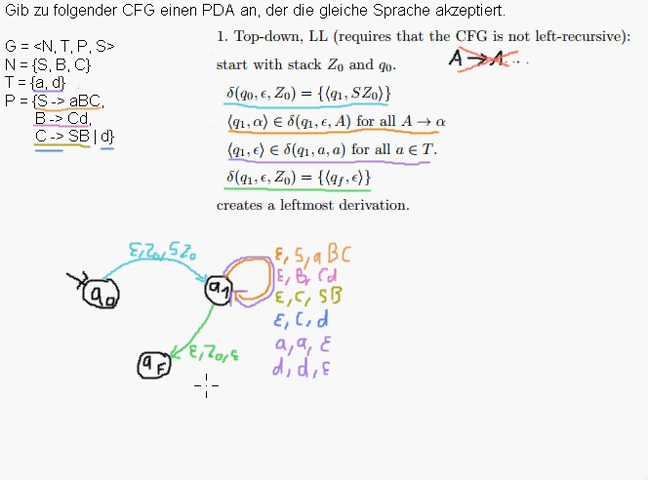 Gib zu folgender CFG einen PDA an, der die gleiche Sprache akzeptiert.
G = <N, T, P, S>
N = {S, B, C}
T = {a, d}
P = {S -> aBC,
B -> Cd,
C -> SB | d}
1. Top-down, LL (requires that the CFG is not left-recursive):
A → A...
start with stack Z₀ and q₀.
δ(q₀, ϵ, Z₀) = {⟨q₁, SZ₀⟩}
⟨q₁, α⟩ ∈ δ(q₁, ϵ, A) for all A → α
⟨q₁, ϵ⟩ ∈ δ(q₁, a, a) for all a ∈ T.
δ(q₁, ϵ, Z₀) = {⟨q_f, ϵ⟩}
creates a leftmost derivation.
ε, Z₀, SZ₀
q₀
q₁
ε, S, aBC
ε, B, Cd
ε, C, SB
ε, C, d
a, a, ε
d, d, ε
ε, Z₀, ε
q_F